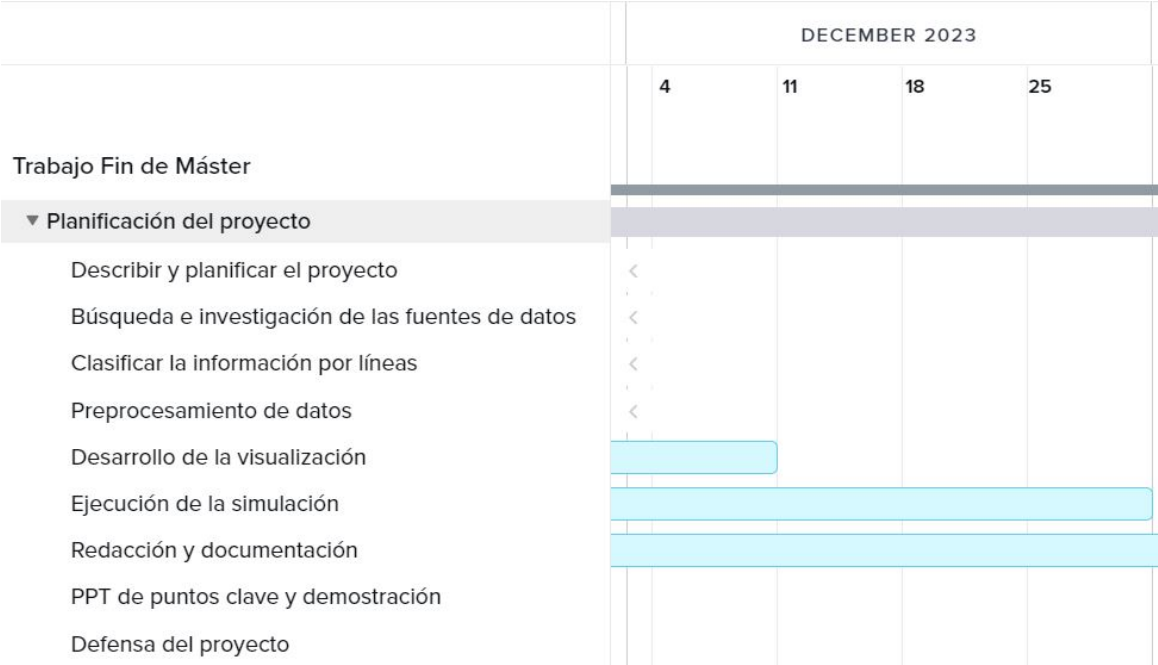 DECEMBER 2023
4 11 18 25
Trabajo Fin de Máster
Planificación del proyecto
Describir y planificar el proyecto
Búsqueda e investigación de las fuentes de datos
Clasificar la información por líneas
Preprocesamiento de datos
Desarrollo de la visualización
Ejecución de la simulación
Redacción y documentación
PPT de puntos clave y demostración
Defensa del proyecto